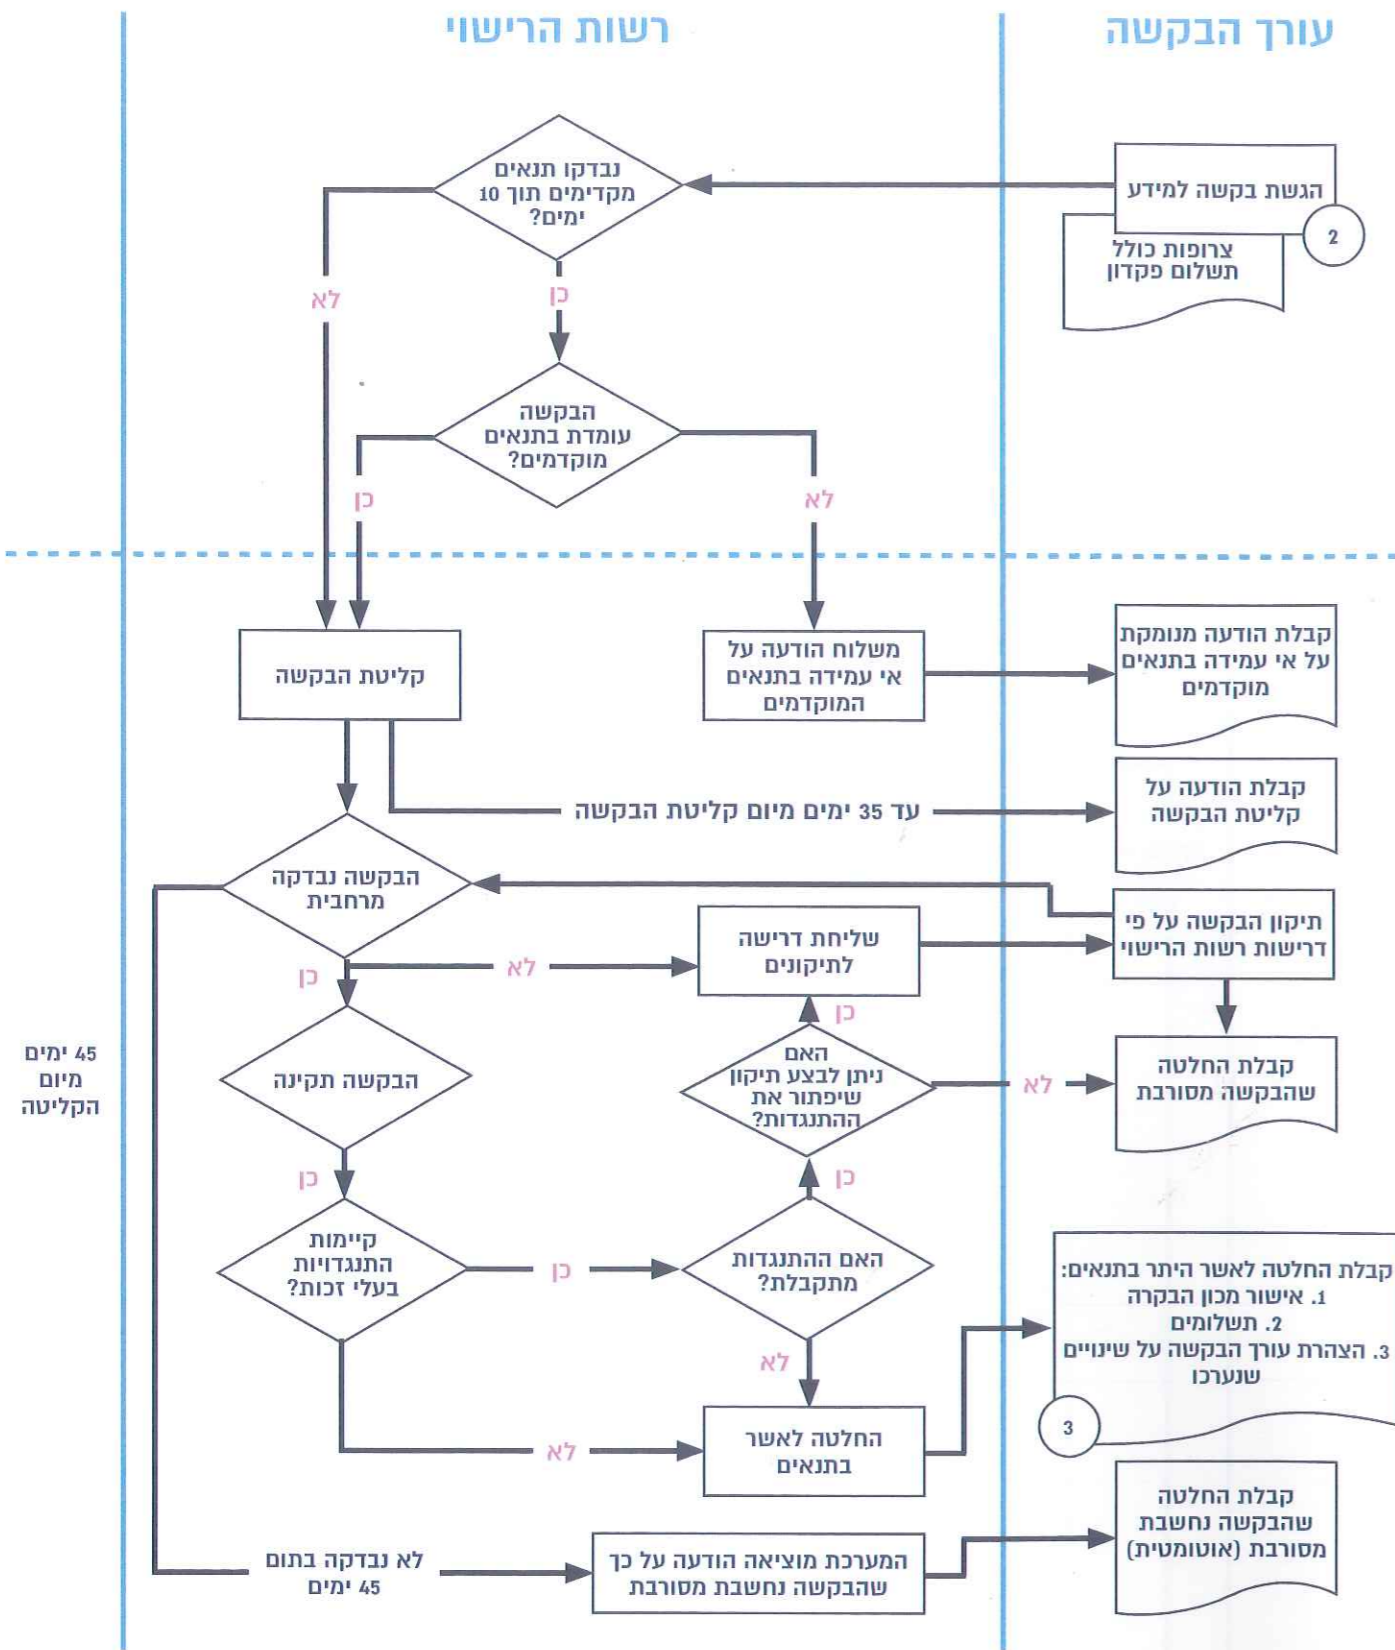 עורך הבקשה
רשות הרישוי
הגשת בקשה למידע
2
צרופות כולל
תשלום פקדון
נבדקו תנאים
מקדימים תוך 10
ימים?
לא
כן
הבקשה
עומדת בתנאים
מוקדמים?
כן
לא
קליטת הבקשה
משלוח הודעה על
אי עמידה בתנאים
המוקדמים
קבלת הודעה מנומקת
על אי עמידה בתנאים
מוקדמים
עד 35 ימים מיום קליטת הבקשה
קבלת הודעה על
קליטת הבקשה
הבקשה נבדקה
מרחבית
תיקון הבקשה על פי
דרישות רשות הרישוי
שליחת דרישה
לתיקונים
לא
כן
כן
הבקשה תקינה
האם
ניתן לבצע תיקון
שיפתור את
ההתנגדות?
לא
קבלת החלטה
שהבקשה מסורבת
45 ימים
מיום
הקליטה
כן
כן
קיימות
התנגדויות
בעלי זכות?
כן
האם ההתנגדות
מתקבלת?
קבלת החלטה לאשר היתר בתנאים:
1. אישור מכון הבקרה
2. תשלומים
3. הצהרת עורך הבקשה על שינויים
שנערכו
3
לא
לא
החלטה לאשר
בתנאים
קבלת החלטה
שהבקשה נחשבת
מסורבת (אוטומטית)
המערכת מוציאה הודעה על כך
שהבקשה נחשבת מסורבת
לא נבדקה בתום
45 ימים